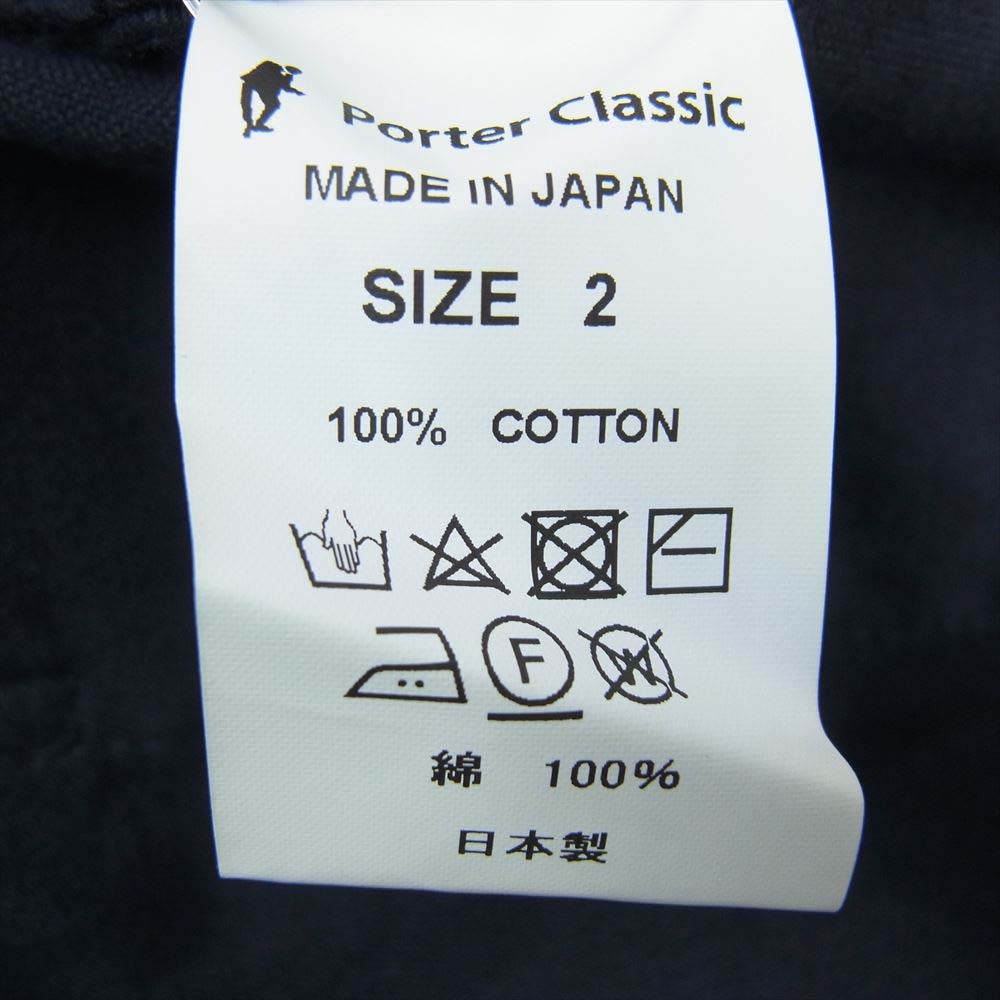 Porter Classic
MADE IN JAPAN
SIZE 2
100% COTTON
F W
綿 100%
日本製